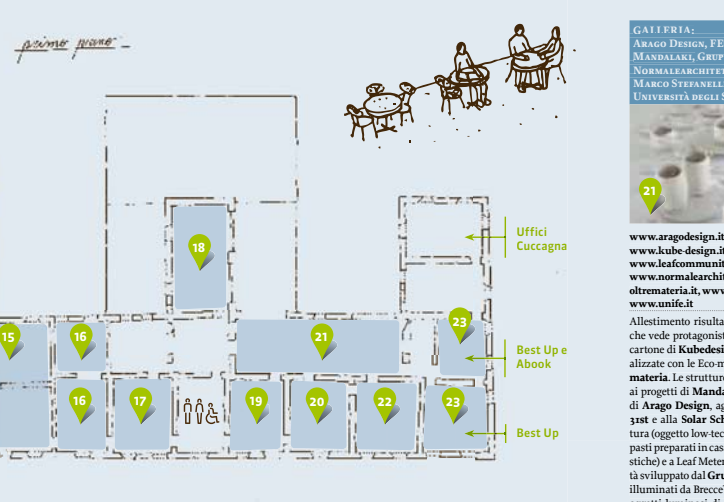 primo piano
Uffici
Cuccagna
18
15
16
21
23
Best Up e
Abook
16
17
19
20
22
23
Best Up
GALLERIA:
ARAGO DESIGN, FE
MANDALAKI, GRUP
NORMALEARCHITET
MARCO STEFANELL
UNIVERSITÀ DEGLI S
21
www.aragodesign.it
www.kube-design.it
www.leafcommunit
www.normalearchit
oltremateria.it, www
www.unife.it
Allestimento risulta
che vede protagonist
cartone di Kubedesi
alizzate con le Eco-m
materia. Le strutture
ai progetti di Manda
di Arago Design, ag
31st e alla Solar Sch
tura (oggetto low-tec
pasti preparati in cas
stiche) e a Leaf Meter
tà sviluppato dal Gru
illuminati da Brecce